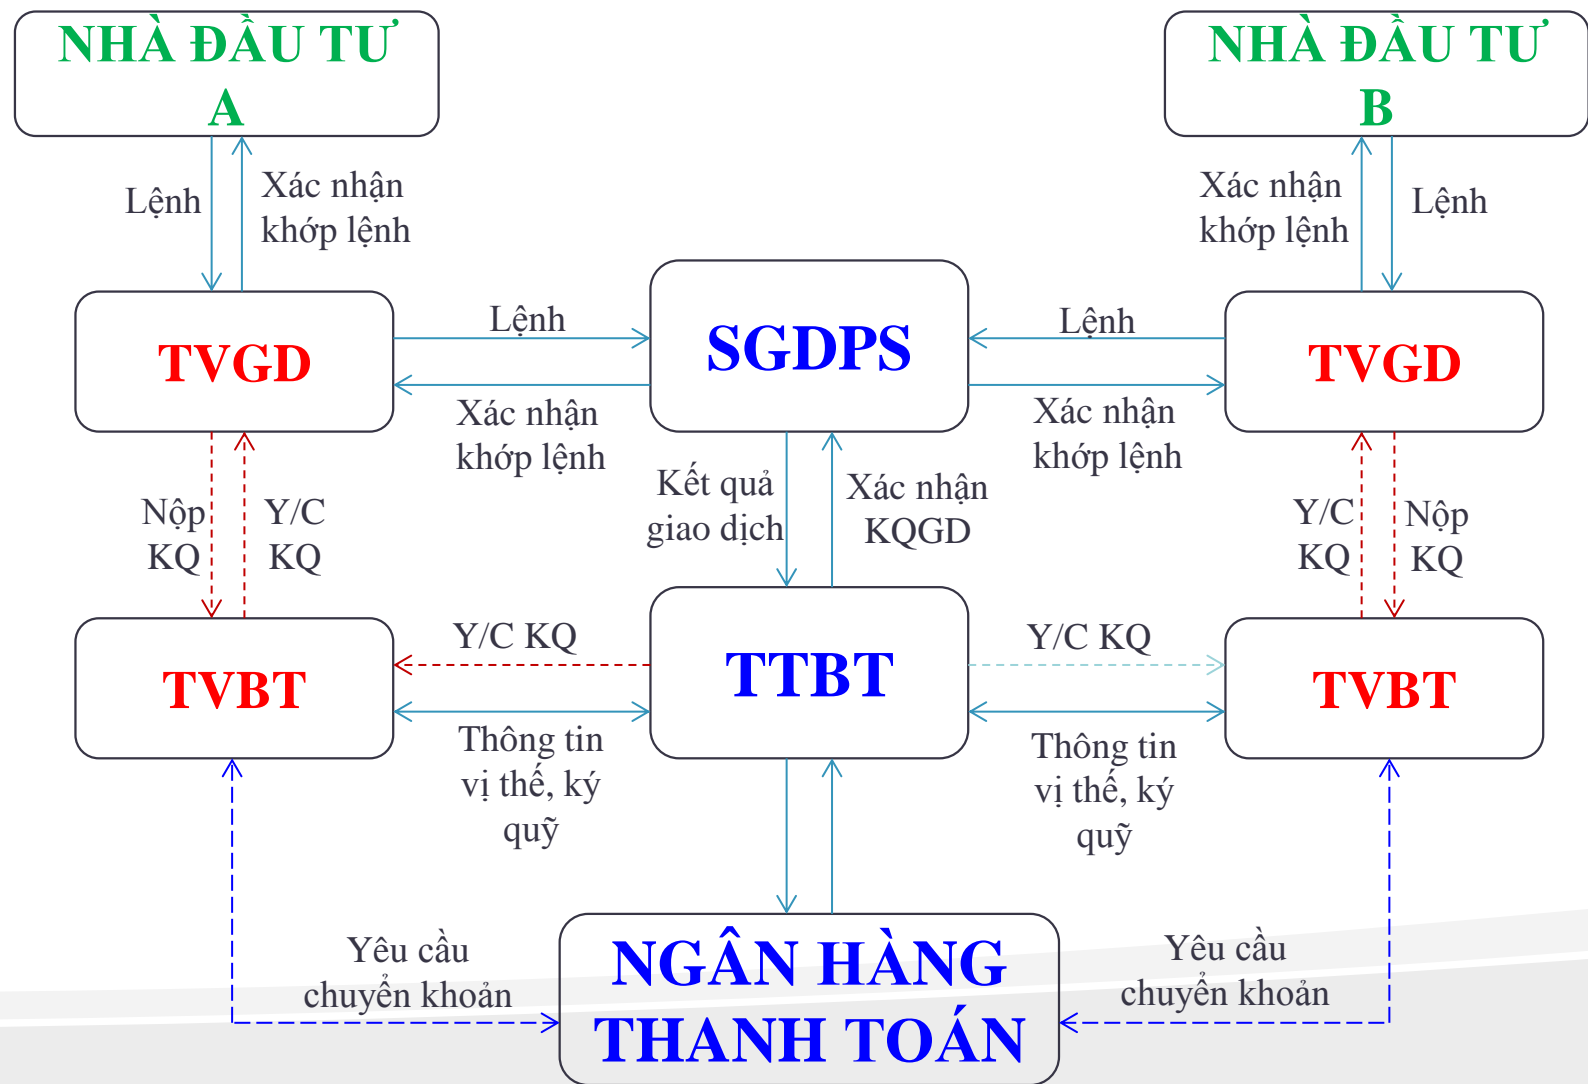 NHÀ ĐẦU TƯ
A
NHÀ ĐẦU TƯ
B
Lệnh
Xác nhận
khớp lệnh
Xác nhận
khớp lệnh
Lệnh
TVGD
Lệnh
Xác nhận
khớp lệnh
SGDPS
Lệnh
Xác nhận
khớp lệnh
TVGD
Nộp
KQ
Y/C
KQ
Kết quả
giao dịch
Xác nhận
KQGD
Y/C
KQ
Nộp
KQ
TVBT
Y/C KQ
Thông tin
vị thế, ký
quỹ
TTBT
Y/C KQ
Thông tin
vị thế, ký
quỹ
TVBT
Yêu cầu
chuyển khoản
NGÂN HÀNG
THANH TOÁN
Yêu cầu
chuyển khoản